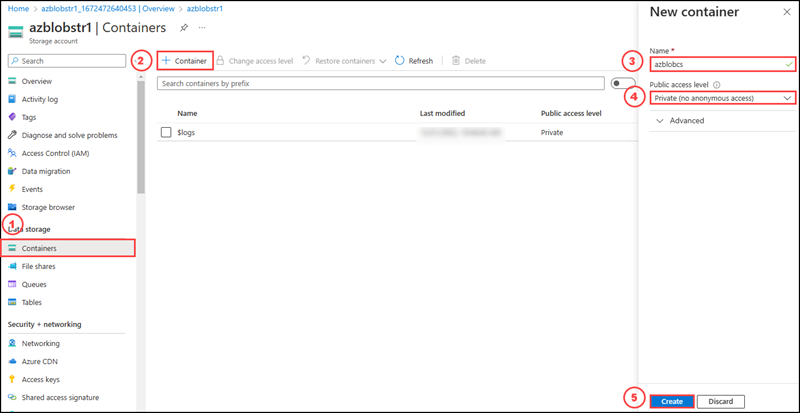 Home > azblobstr1_1672472640453 | Overview > azblobstr1
azblobstr1 | Containers
Storage account
Search
Overview
Activity log
Tags
Diagnose and solve problems
Access Control (IAM)
Data migration
Events
Storage browser
1
Data storage
Containers
File shares
Queues
Tables
Security + networking
Networking
Azure CDN
Access keys
Shared access signature
2
+ Container
Change access level
Restore containers
Refresh
Delete
Search containers by prefix
Name Last modified Public access level
$logs Private
New container
Name *
3
azblobcs
Public access level
4
Private (no anonymous access)
Advanced
5
Create
Discard